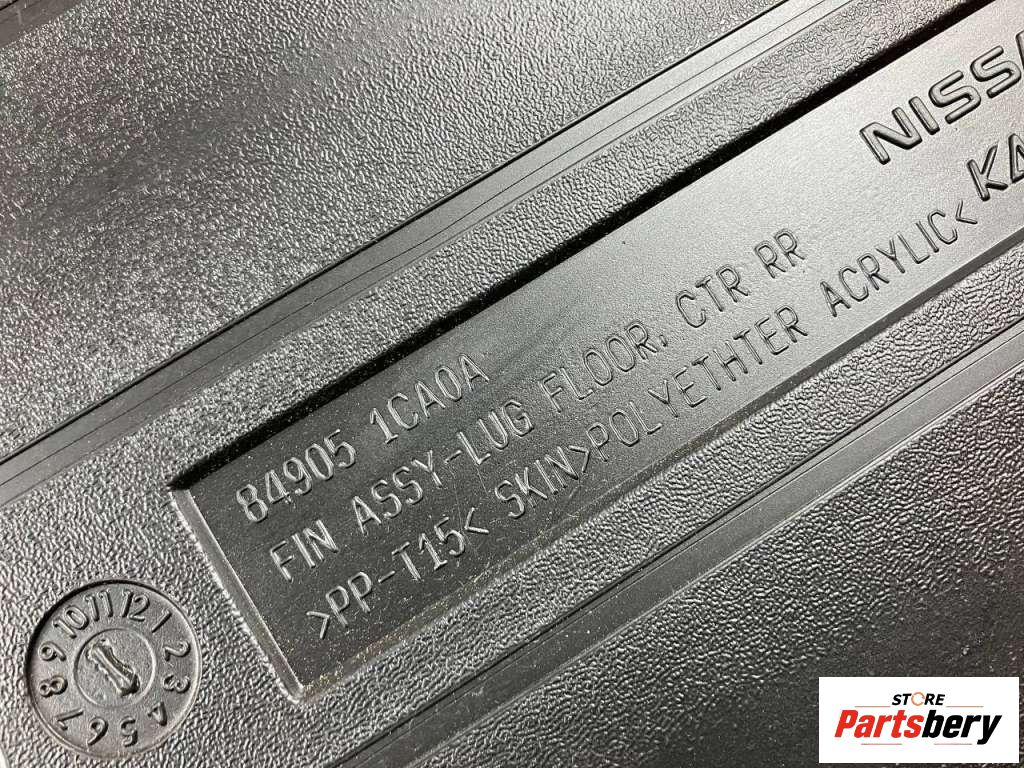 NISSA
KA
84905 1CA0A
FIN ASSY-LUG FLOOR, CTR RR
>PP-T15< SKIN>POLYETHTER ACRYLIC<
1 2 3 4 5 6 7 8 9 10 11 12
STORE
Partsbery